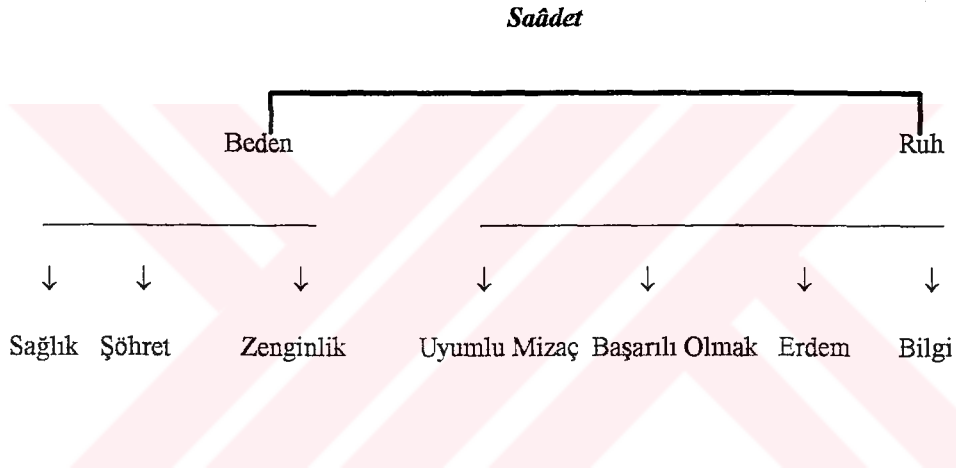 Saâdet
Beden Ruh
↓ ↓ ↓ ↓ ↓ ↓ ↓
Sağlık Şöhret Zenginlik Uyumlu Mizaç Başarılı Olmak Erdem Bilgi